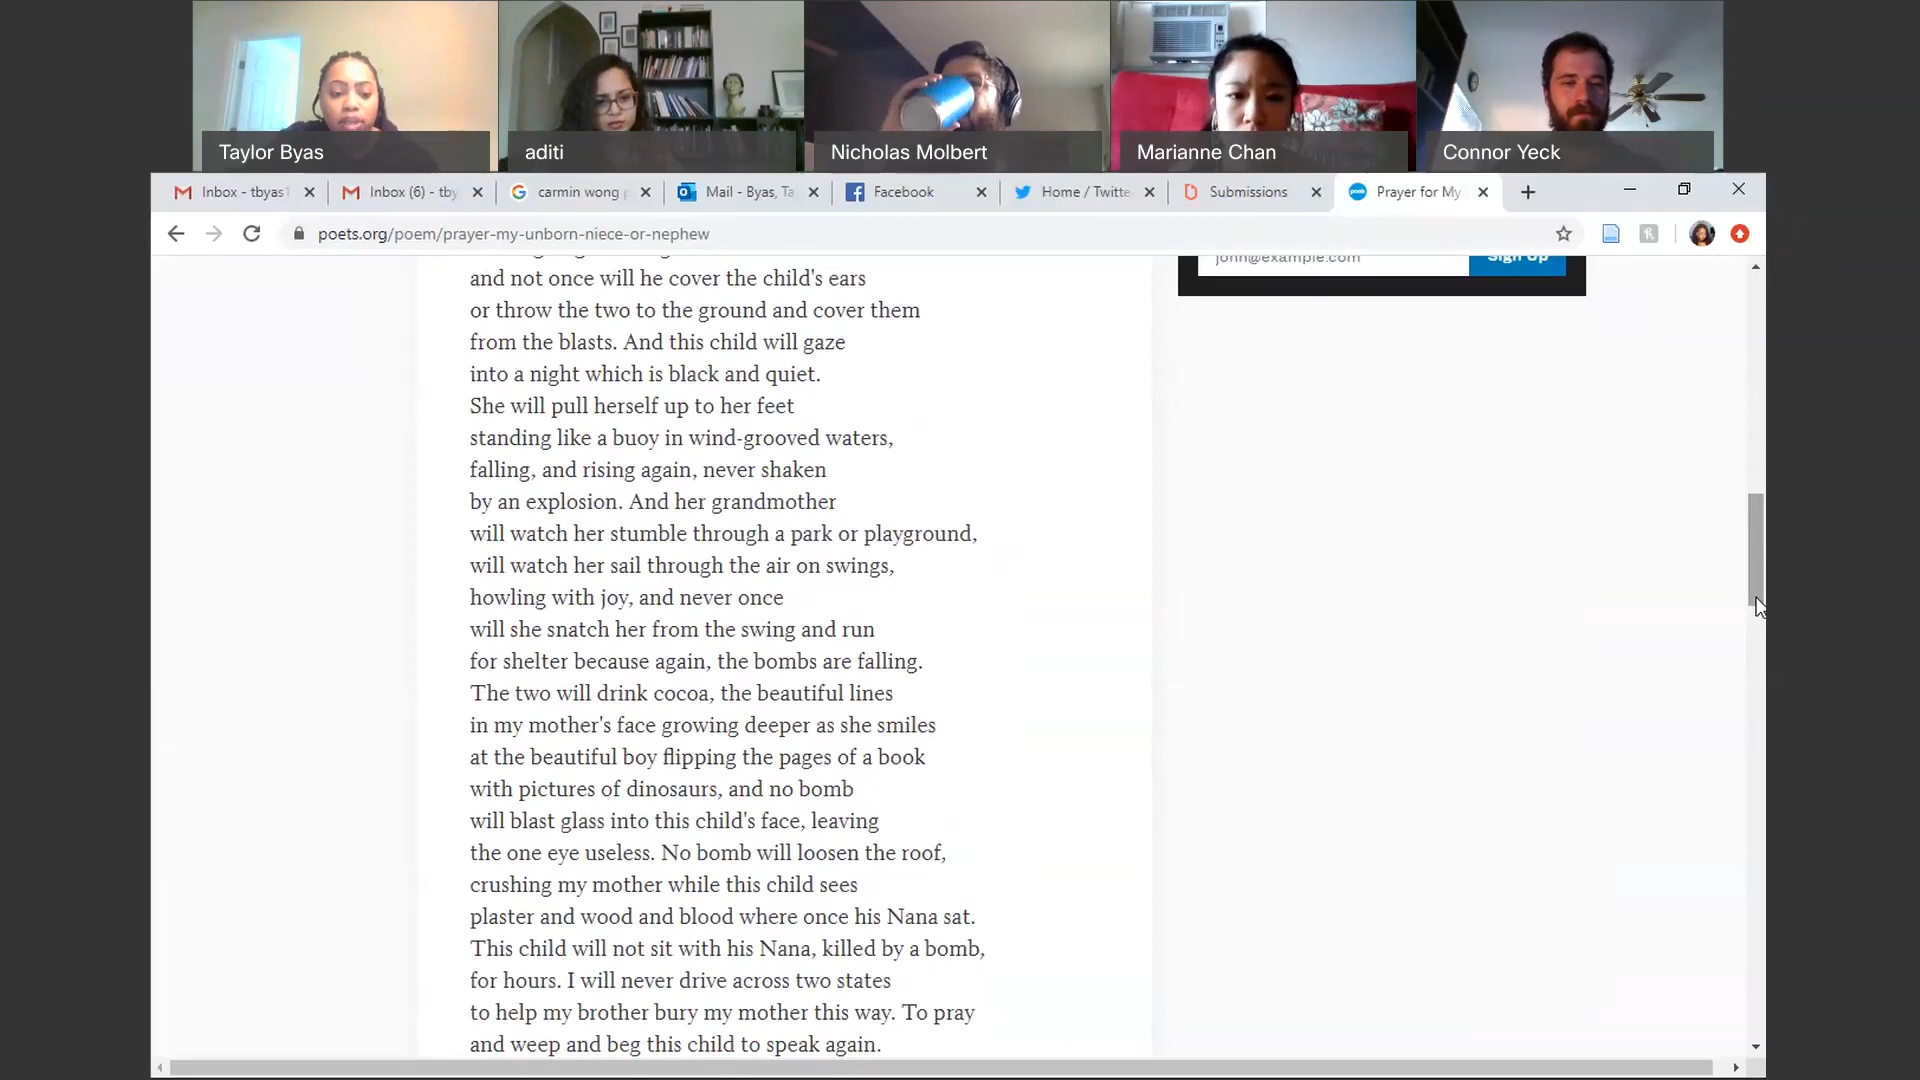 Taylor Byas
aditi
Nicholas Molbert
Marianne Chan
Connor Yeck
Inbox - tbyas1
Inbox (6) - tby
carmin wong p
Mail - Byas, Ta
Facebook
Home / Twitte
Submissions
Prayer for My
poets.org/poem/prayer-my-unborn-niece-or-nephew
john@example.com
Sign Up
and not once will he cover the child's ears
or throw the two to the ground and cover them
from the blasts. And this child will gaze
into a night which is black and quiet.
She will pull herself up to her feet
standing like a buoy in wind-grooved waters,
falling, and rising again, never shaken
by an explosion. And her grandmother
will watch her stumble through a park or playground,
will watch her sail through the air on swings,
howling with joy, and never once
will she snatch her from the swing and run
for shelter because again, the bombs are falling.
The two will drink cocoa, the beautiful lines
in my mother's face growing deeper as she smiles
at the beautiful boy flipping the pages of a book
with pictures of dinosaurs, and no bomb
will blast glass into this child's face, leaving
the one eye useless. No bomb will loosen the roof,
crushing my mother while this child sees
plaster and wood and blood where once his Nana sat.
This child will not sit with his Nana, killed by a bomb,
for hours. I will never drive across two states
to help my brother bury my mother this way. To pray
and weep and beg this child to speak again.